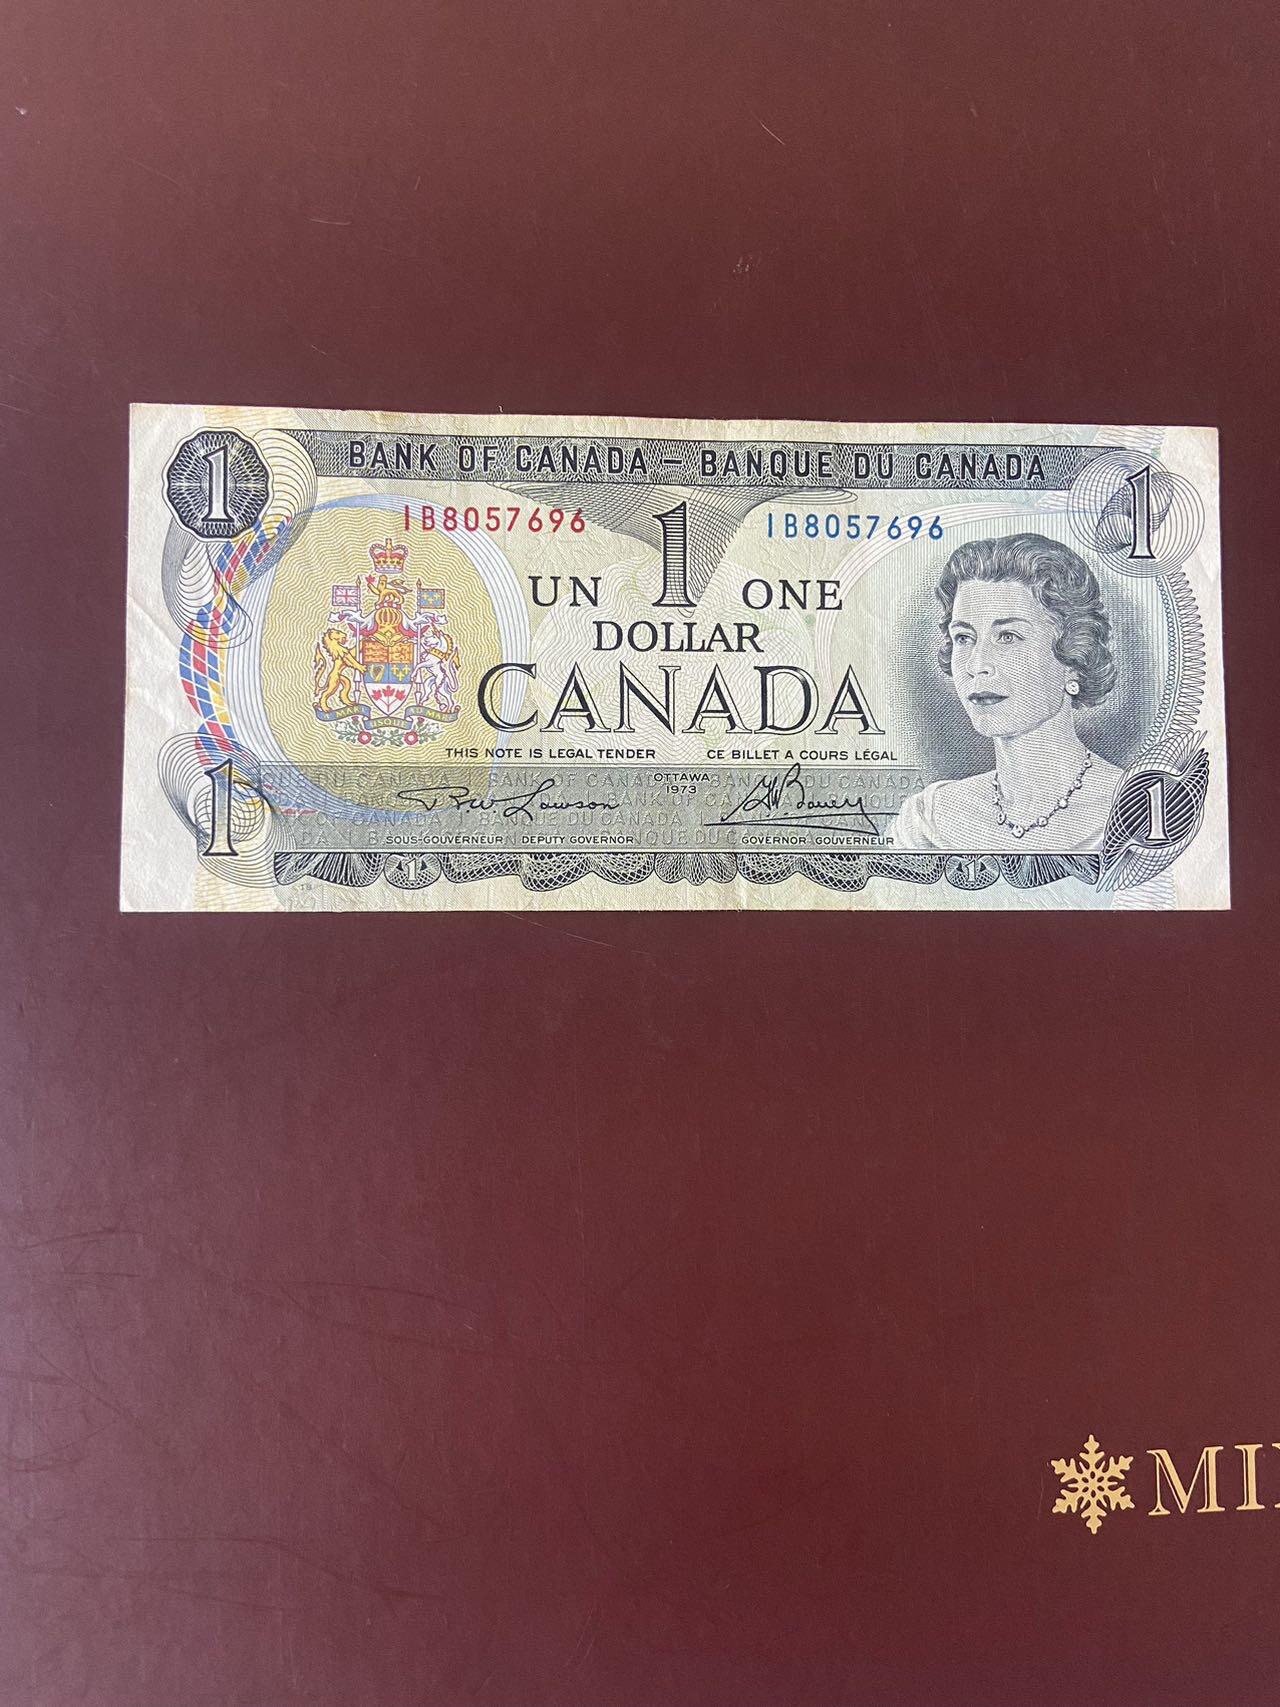 1
BANK OF CANADA – BANQUE DU CANADA
1
IB8057696
IB8057696
UN 1 ONE
DOLLAR
CANADA
THIS NOTE IS LEGAL TENDER
CE BILLET A COURS LÉGAL
OTTAWA
1973
1
1
SOUS-GOUVERNEUR DEPUTY GOVERNOR
GOVERNOR GOUVERNEUR
1
1
MI